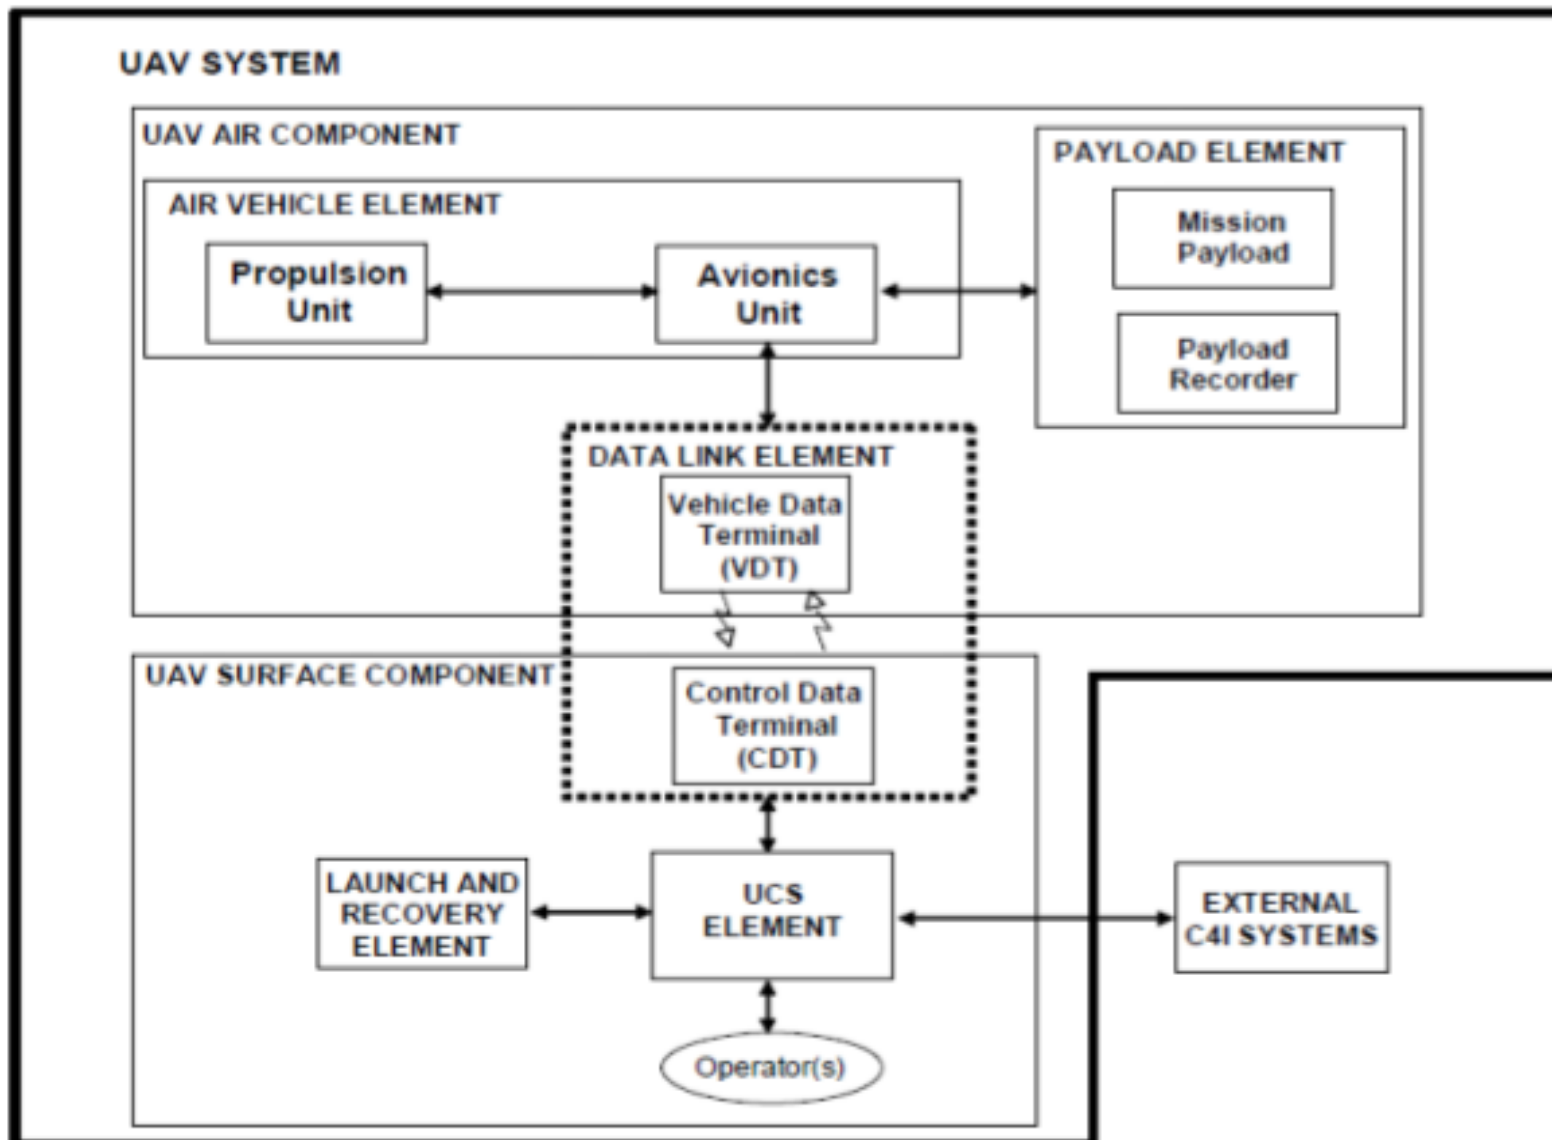 UAV SYSTEM
UAV AIR COMPONENT
PAYLOAD ELEMENT
AIR VEHICLE ELEMENT
Mission
Payload
Propulsion
Unit
Avionics
Unit
Payload
Recorder
DATA LINK ELEMENT
Vehicle Data
Terminal
(VDT)
UAV SURFACE COMPONENT
Control Data
Terminal
(CDT)
LAUNCH AND
RECOVERY
ELEMENT
UCS
ELEMENT
EXTERNAL
C4I SYSTEMS
Operator(s)